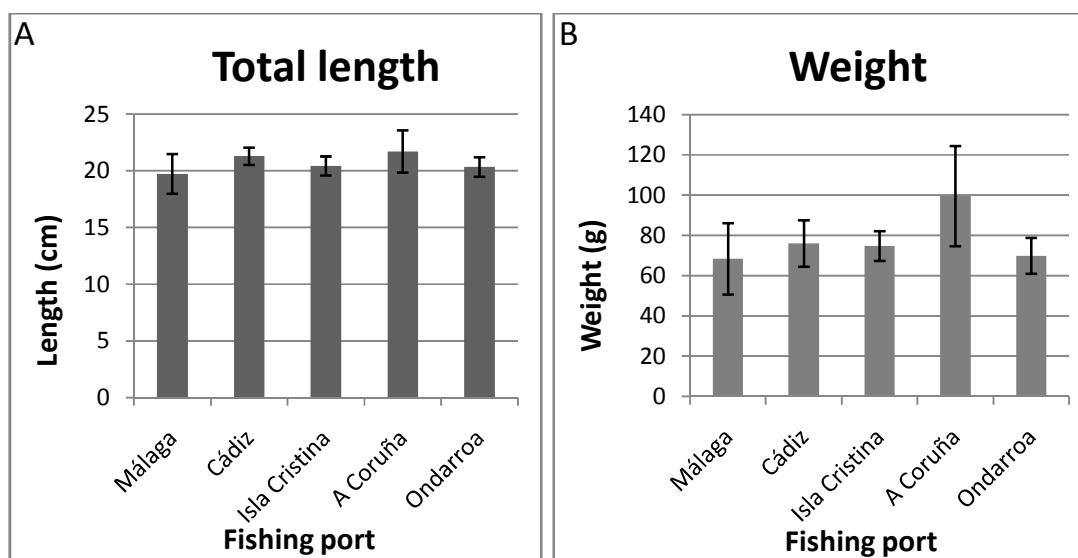 A
Total length
25
20
15
10
5
0
Length (cm)
Málaga
Cádiz
Isla Cristina
A Coruña
Ondarroa
Fishing port
B
Weight
140
120
100
80
60
40
20
0
Weight (g)
Málaga
Cádiz
Isla Cristina
A Coruña
Ondarroa
Fishing port